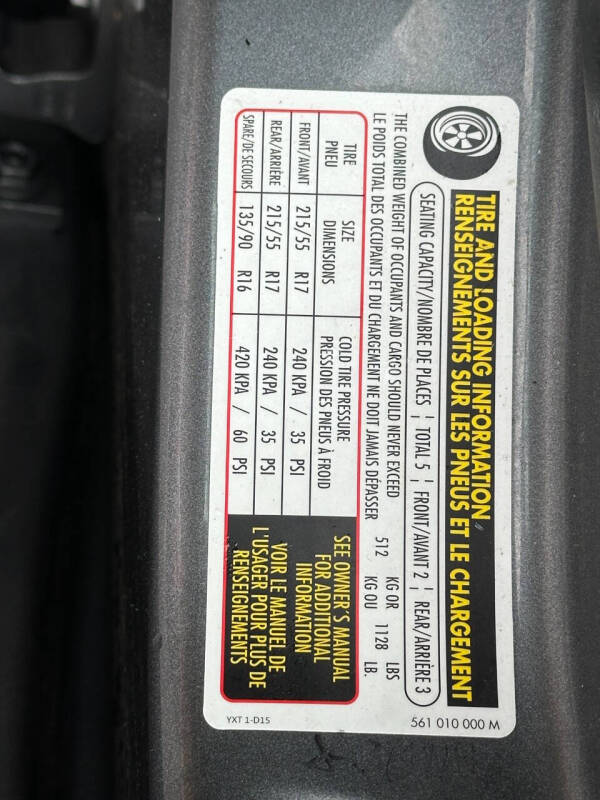 TIRE AND LOADING INFORMATION
RENSEIGNEMENTS SUR LES PNEUS ET LE CHARGEMENT
SEATING CAPACITY/NOMBRE DE PLACES | TOTAL 5 | FRONT/AVANT 2 | REAR/ARRIÈRE 3
THE COMBINED WEIGHT OF OCCUPANTS AND CARGO SHOULD NEVER EXCEED 512 KG OR 1128 LBS
LE POIDS TOTAL DES OCCUPANTS ET DU CHARGEMENT NE DOIT JAMAIS DÉPASSER KG OU LB.
TIRE SIZE COLD TIRE PRESSURE
PNEU DIMENSIONS PRESSION DES PNEUS À FROID
FRONT/AVANT 215/55 R17 240 KPA / 35 PSI
REAR/ARRIÈRE 215/55 R17 240 KPA / 35 PSI
SPARE/DE SECOURS 135/90 R16 420 KPA / 60 PSI
SEE OWNER'S MANUAL
FOR ADDITIONAL
INFORMATION
VOIR LE MANUEL DE
L'USAGER POUR PLUS DE
RENSEIGNEMENTS
561 010 000 M
YXT 1-D15